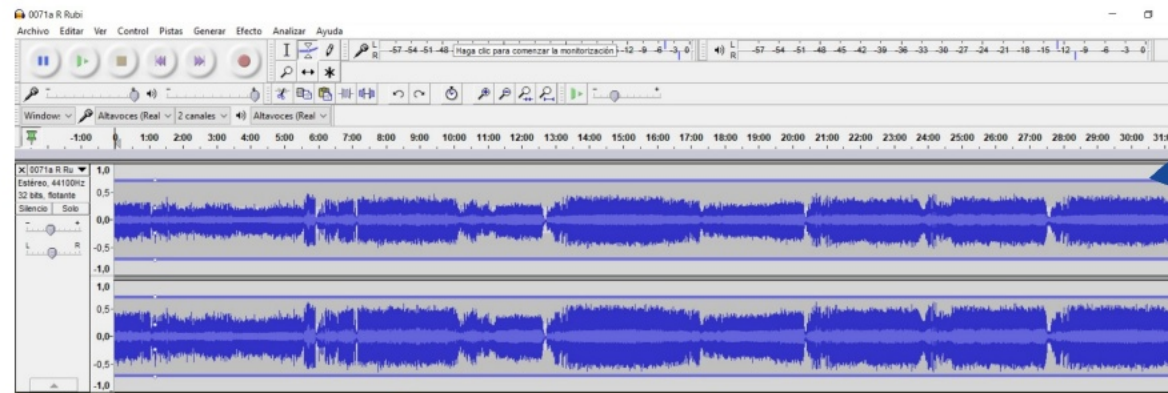 0071a R Rubí
Archivo Editar Ver Control Pistas Generar Efecto Analizar Ayuda
L R -57 -54 -51 -48 Haga clic para comenzar la monitorización -12 -9 -6 -3 0 L R -57 -54 -51 -48 -45 -42 -39 -36 -33 -30 -27 -24 -21 -18 -15 -12 -9 -6 -3 0
Windows Altavoces (Real 2 canales Altavoces (Real
-1:00 0 1:00 2:00 3:00 4:00 5:00 6:00 7:00 8:00 9:00 10:00 11:00 12:00 13:00 14:00 15:00 16:00 17:00 18:00 19:00 20:00 21:00 22:00 23:00 24:00 25:00 26:00 27:00 28:00 29:00 30:00 31:
X 0071a R Ru 1,0
Estéreo, 44100Hz
32 bits, flotante 0,5
Silencio Solo
- + 0,0
L R -0,5
-1,0
1,0
0,5
0,0
-0,5
-1,0